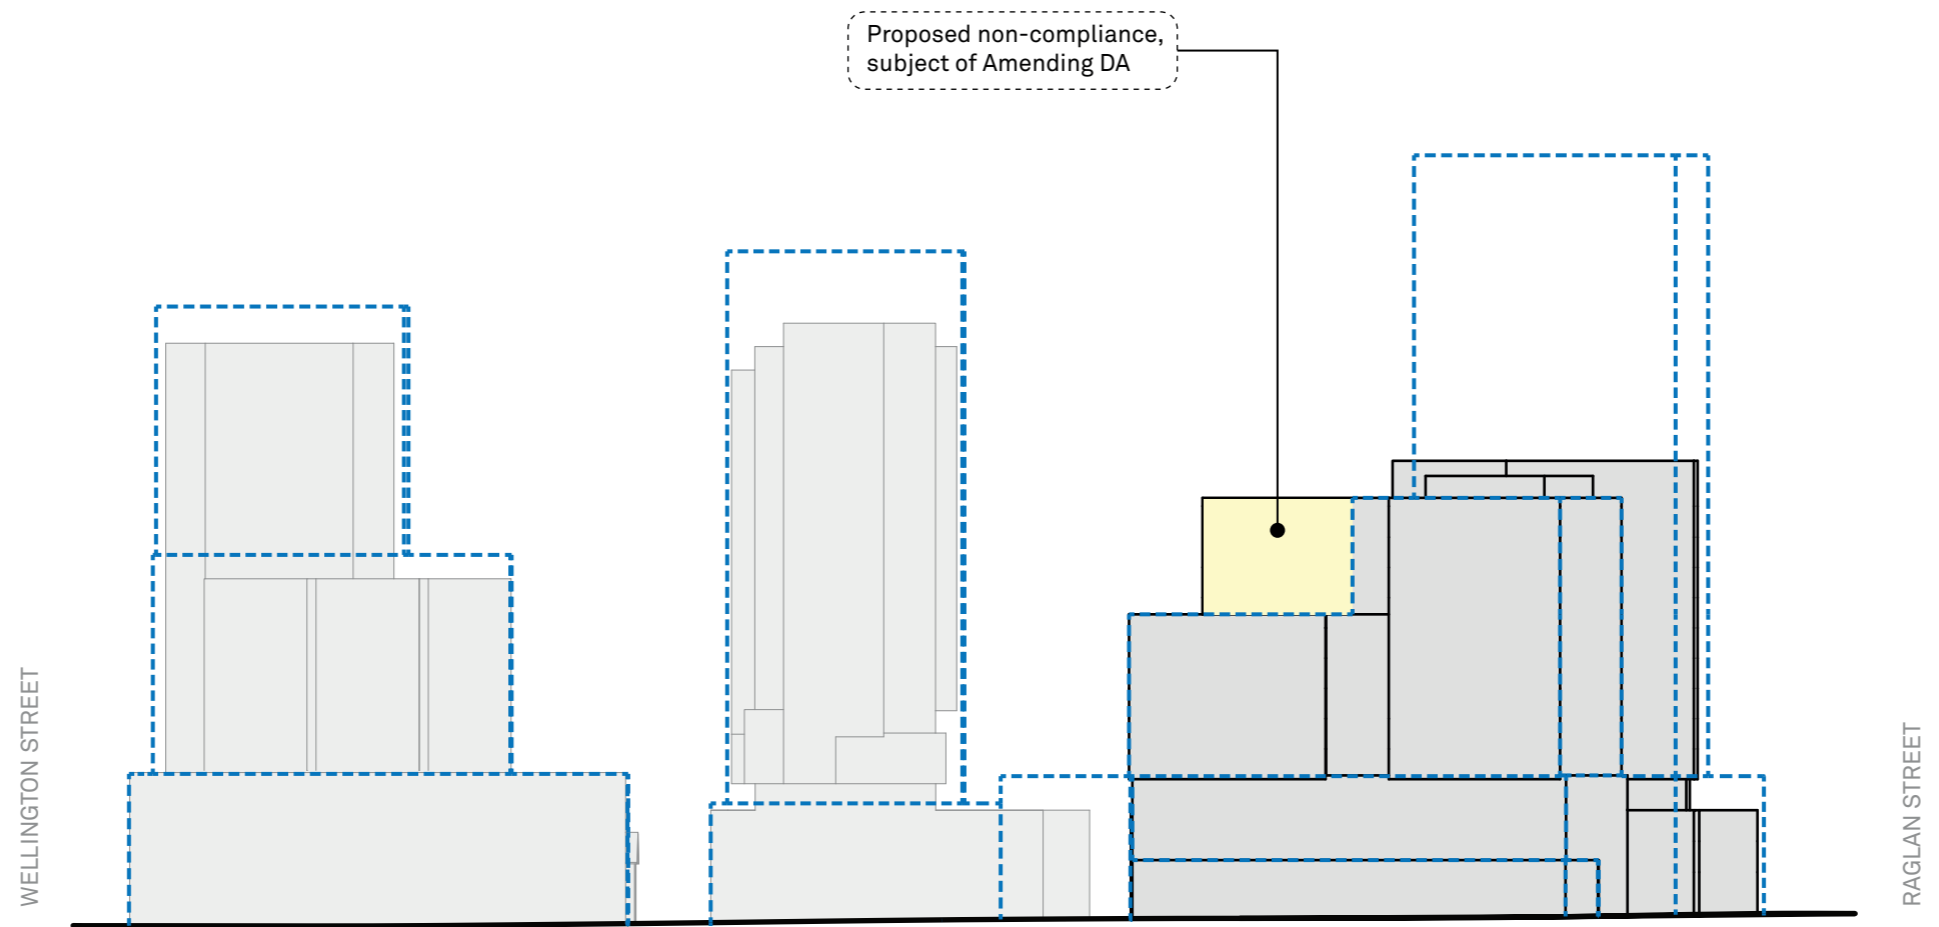 Proposed non-compliance,
subject of Amending DA
WELLINGTON STREET
RAGLAN STREET